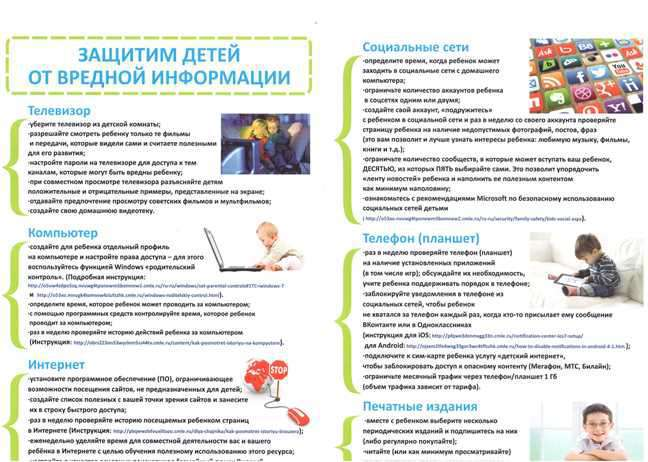 ЗАЩИТИМ ДЕТЕЙ
ОТ ВРЕДНОЙ ИНФОРМАЦИИ
Телевизор
·уберите телевизор из детской комнаты;
·разрешайте смотреть ребенку только те фильмы
и передачи, которые видели сами и считаете полезными
для его развития;
·настройте пароли на телевизоре для доступа к тем
каналам, которые могут быть вредны ребенку;
·при совместном просмотре телевизора разъясняйте детям
положительные и отрицательные примеры, представленные на экране;
·отдавайте предпочтение просмотру советских фильмов и мультфильмов;
·создайте свою домашнюю видеотеку.
Компьютер
·создайте для ребенка отдельный профиль
на компьютере и настройте права доступа – для этого
воспользуйтесь функцией Windows «родительский
контроль». (Подробная инструкция:
·определите время, которое ребенок может проводить за компьютером;
·с помощью программных средств контролируйте время, которое ребенок
проводит за компьютером;
·раз в неделю проверяйте историю действий ребенка за компьютером
(Инструкция:
Интернет
·установите программное обеспечение (ПО), ограничивающее
возможности посещения сайтов, не предназначенных для детей;
·создайте список полезных с вашей точки зрения сайтов и занесите
их в строку быстрого доступа;
·раз в неделю проверяйте историю посещаемых ребенком страниц
в Интернете (Инструкция:
·еженедельно уделяйте время для совместной деятельности вас и вашего
ребёнка в Интернете с целью обучения полезному использованию этого ресурса;
STOP
Социальные сети
·определите время, когда ребенок может
заходить в социальные сети с домашнего
компьютера;
·ограничьте количество аккаунтов ребенка
в соцсетях одним или двумя;
·создайте свой аккаунт, «подружитесь»
с ребенком в социальной сети и раз в неделю со своего аккаунта проверяйте
страницу ребенка на наличие недопустимых фотографий, постов, фраз
(это вам позволит и лучше узнать интересы ребенка: любимую музыку, фильмы,
книги и т.д.);
·ограничьте количество сообществ, в которые может вступать ваш ребенок,
ДЕСЯТЬЮ, из которых ПЯТЬ выбирайте сами. Это позволит упорядочить
«ленту новостей» ребенка и наполнить ее полезным контентом
как минимум наполовину;
·ознакомьтесь с рекомендациями Microsoft по безопасному использованию
социальных сетей детьми
You
Tube
Телефон (планшет)
·раз в неделю проверяйте телефон (планшет)
на наличие установленных приложений
(в том числе игр); обсуждайте их необходимость,
учите ребенка поддерживать порядок в телефоне;
·заблокируйте уведомления в телефоне из
социальных сетей, чтобы ребенок
не хватался за телефон каждый раз, когда кто-то присылает ему сообщение
ВКонтакте или в Одноклассниках
(инструкция для iOS:
для Android:
·подключите к сим-карте ребенка услугу «детский интернет»,
чтобы заблокировать доступ к опасному контенту (Мегафон, МТС, Билайн);
·ограничьте месячный трафик через телефон/планшет 1 Гб
(объем трафика зависит от тарифа).
Печатные издания
·вместе с ребенком выберите несколько
периодических изданий и подпишитесь на них
(либо регулярно покупайте);
·читайте (или как минимум просматривайте)